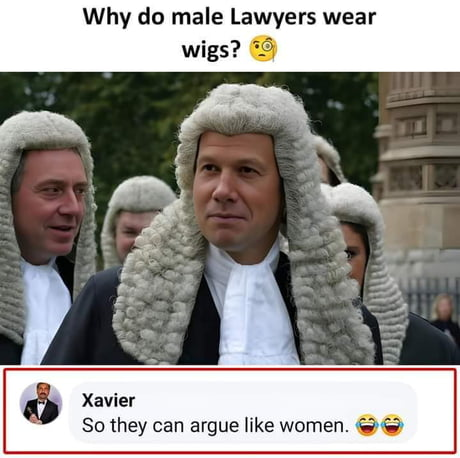 Why do male Lawyers wear
wigs? 🧐
Xavier
So they can argue like women. 😂😂